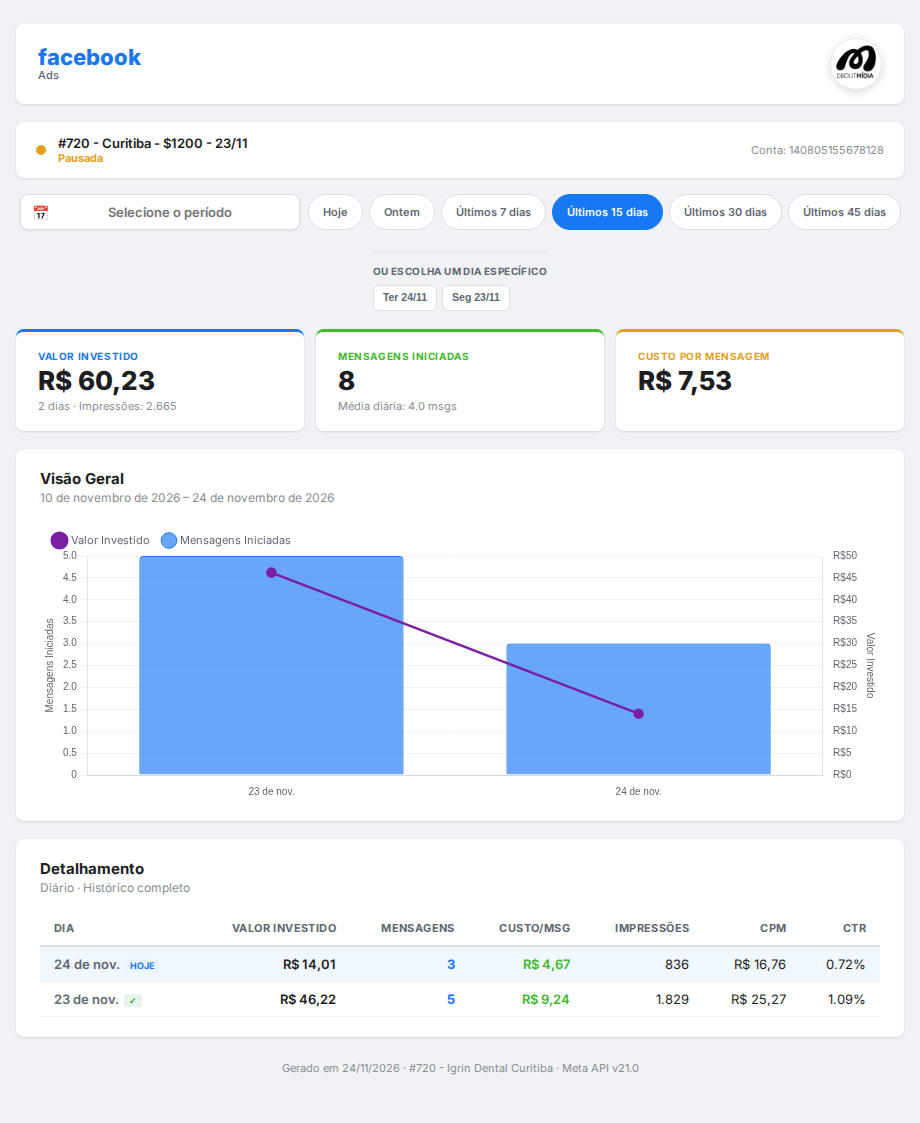 facebook
Ads
DBOUTMÍDIA
#720 - Curitiba - $1200 - 23/11
Pausada
Conta: 140805155678128
Selecione o período
Hoje
Ontem
Últimos 7 dias
Últimos 15 dias
Últimos 30 dias
Últimos 45 dias
OU ESCOLHA UM DIA ESPECÍFICO
Ter 24/11
Seg 23/11
VALOR INVESTIDO
R$ 60,23
2 dias · Impressões: 2.665
MENSAGENS INICIADAS
8
Média diária: 4.0 msgs
CUSTO POR MENSAGEM
R$ 7,53
Visão Geral
10 de novembro de 2026 – 24 de novembro de 2026
Valor Investido
Mensagens Iniciadas
5.0
4.5
4.0
3.5
3.0
2.5
2.0
1.5
1.0
0.5
0
Mensagens Iniciadas
R$50
R$45
R$40
R$35
R$30
R$25
R$20
R$15
R$10
R$5
R$0
Valor Investido
23 de nov.
24 de nov.
Detalhamento
Diário · Histórico completo
DIA VALOR INVESTIDO MENSAGENS CUSTO/MSG IMPRESSÕES CPM CTR
24 de nov. HOJE R$ 14,01 3 R$ 4,67 836 R$ 16,76 0.72%
23 de nov. ✓ R$ 46,22 5 R$ 9,24 1.829 R$ 25,27 1.09%
Gerado em 24/11/2026 · #720 - Igrin Dental Curitiba · Meta API v21.0